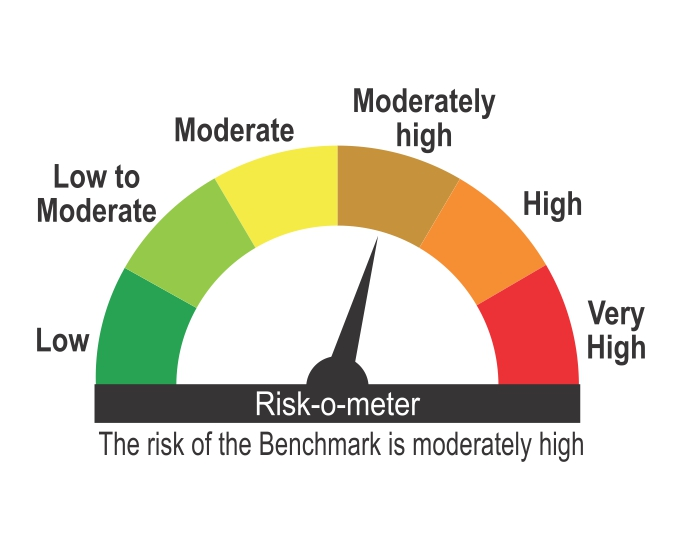 Moderately
high
Moderate
Low to
Moderate
High
Low
Very
High
Risk-o-meter
The risk of the Benchmark is moderately high